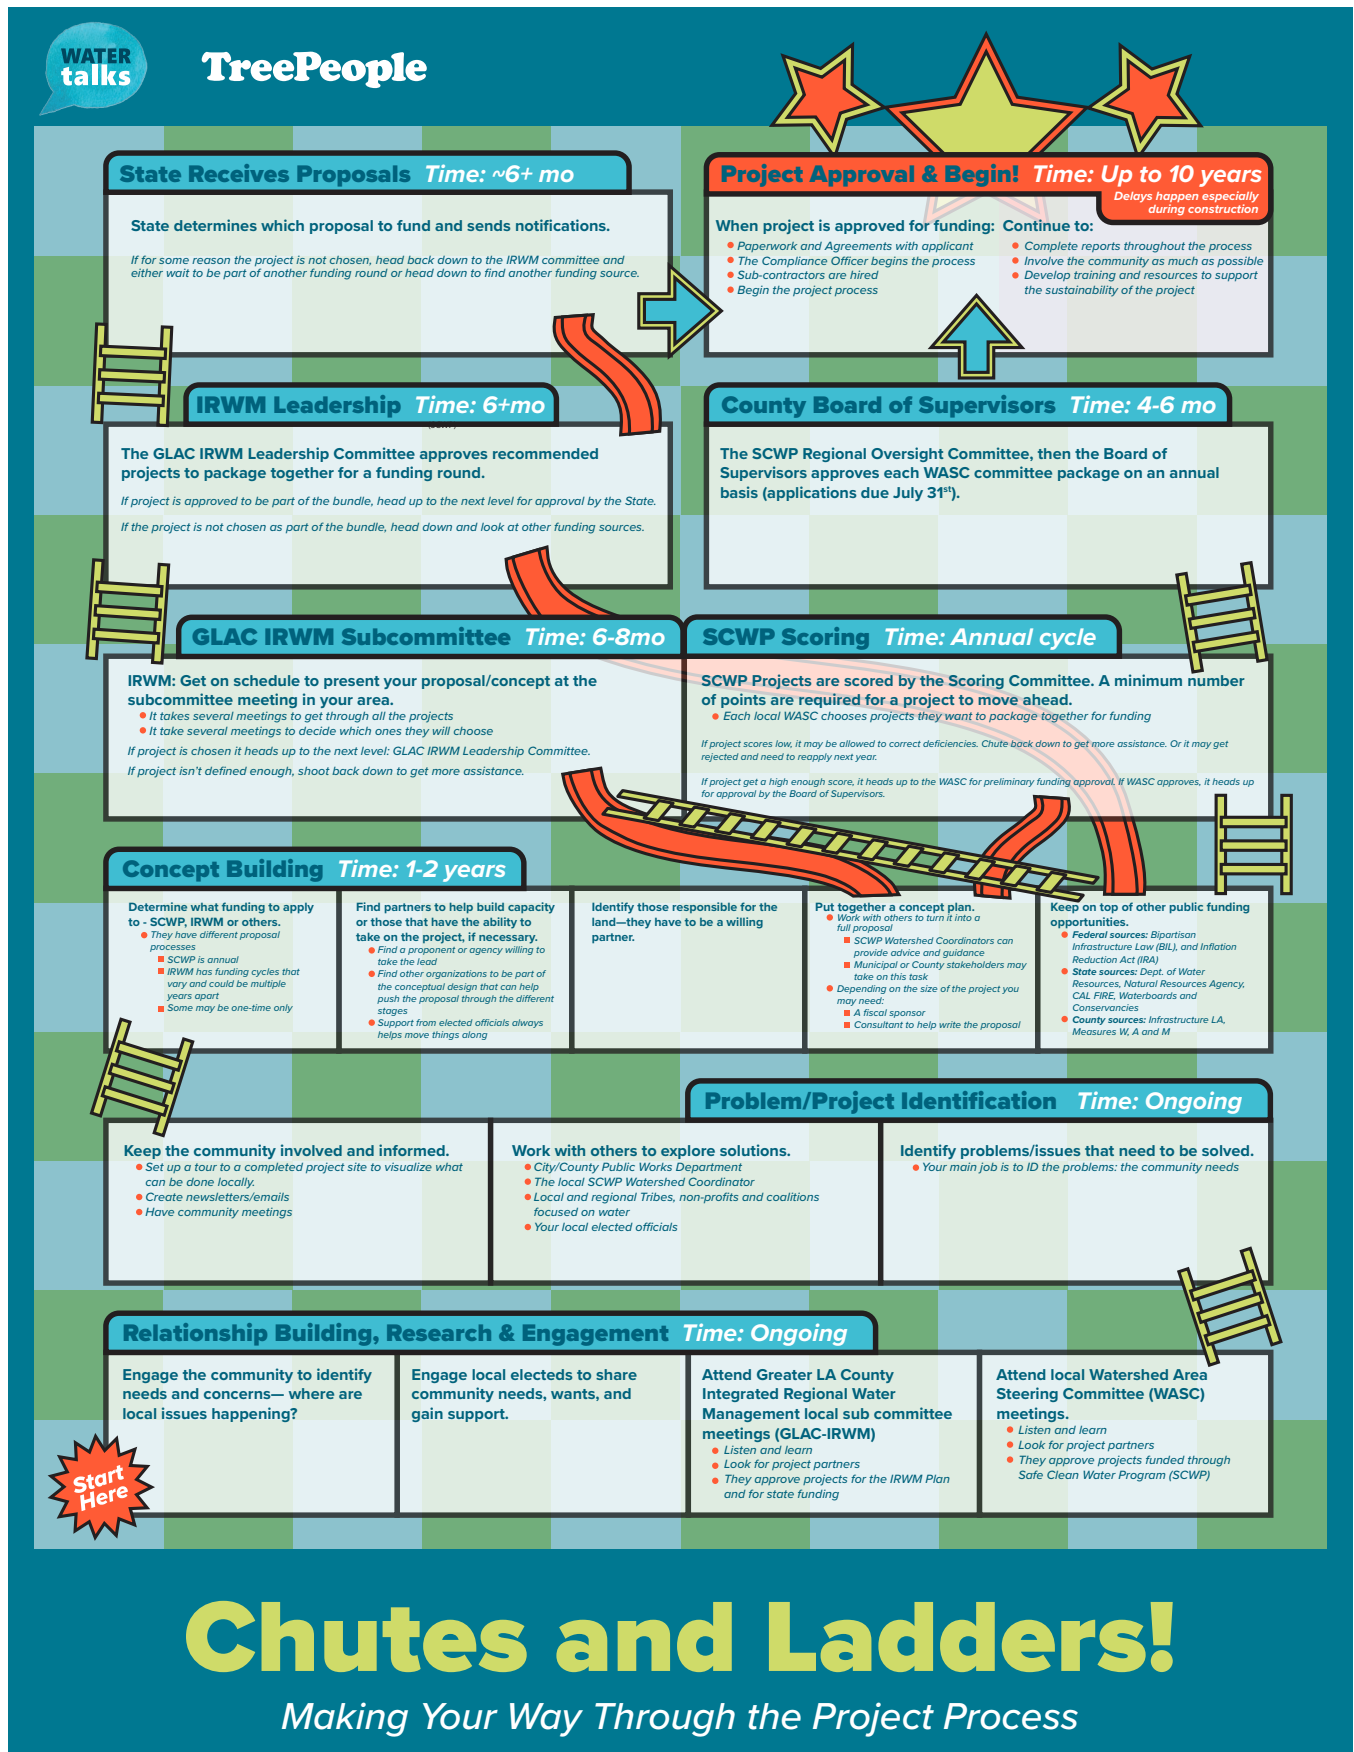 WATER
talks
TreePeople
State Receives Proposals Time: ~6+ mo
State determines which proposal to fund and sends notifications.
If for some reason the project is not chosen, head back down to the IRWM committee and
either wait to be part of another funding round or head down to find another funding source.
Project Approval & Begin! Time: Up to 10 years
Delays happen especially
during construction
When project is approved for funding:
● Paperwork and Agreements with applicant
● The Compliance Officer begins the process
● Sub-contractors are hired
● Begin the project process
Continue to:
● Complete reports throughout the process
● Involve the community as much as possible
● Develop training and resources to support
the sustainability of the project
IRWM Leadership Time: 6+mo
The GLAC IRWM Leadership Committee approves recommended
projects to package together for a funding round.
If project is approved to be part of the bundle, head up to the next level for approval by the State.
If the project is not chosen as part of the bundle, head down and look at other funding sources.
County Board of Supervisors Time: 4-6 mo
The SCWP Regional Oversight Committee, then the Board of
Supervisors approves each WASC committee package on an annual
basis (applications due July 31st).
GLAC IRWM Subcommittee Time: 6-8mo
IRWM: Get on schedule to present your proposal/concept at the
subcommittee meeting in your area.
● It takes several meetings to get through all the projects
● It take several meetings to decide which ones they will choose
If project is chosen it heads up to the next level: GLAC IRWM Leadership Committee.
If project isn't defined enough, shoot back down to get more assistance.
SCWP Scoring Time: Annual cycle
SCWP Projects are scored by the Scoring Committee. A minimum number
of points are required for a project to move ahead.
● Each local WASC chooses projects they want to package together for funding
If project scores low, it may be allowed to correct deficiencies. Chute back down to get more assistance. Or it may get
rejected and need to reapply next year.
If project get a high enough score, it heads up to the WASC for preliminary funding approval. If WASC approves, it heads up
for approval by the Board of Supervisors.
Concept Building Time: 1-2 years
Determine what funding to apply
to - SCWP, IRWM or others.
● They have different proposal
processes
■ SCWP is annual
■ IRWM has funding cycles that
vary and could be multiple
years apart
■ Some may be one-time only
Find partners to help build capacity
or those that have the ability to
take on the project, if necessary.
● Find a proponent or agency willing to
take the lead
● Find other organizations to be part of
the conceptual design that can help
push the proposal through the different
stages
● Support from elected officials always
helps move things along
Identify those responsible for the
land—they have to be a willing
partner.
Put together a concept plan.
● Work with others to turn it into a
full proposal
■ SCWP Watershed Coordinators can
provide advice and guidance
■ Municipal or County stakeholders may
take on this task
● Depending on the size of the project you
may need:
■ A fiscal sponsor
■ Consultant to help write the proposal
Keep on top of other public funding
opportunities.
● Federal sources: Bipartisan
Infrastructure Law (BIL), and Inflation
Reduction Act (IRA)
● State sources: Dept. of Water
Resources, Natural Resources Agency,
CAL FIRE, Waterboards and
Conservancies
● County sources: Infrastructure LA,
Measures W, A and M
Problem/Project Identification Time: Ongoing
Keep the community involved and informed.
● Set up a tour to a completed project site to visualize what
can be done locally.
● Create newsletters/emails
● Have community meetings
Work with others to explore solutions.
● City/County Public Works Department
● The local SCWP Watershed Coordinator
● Local and regional Tribes, non-profits and coalitions
focused on water
● Your local elected officials
Identify problems/issues that need to be solved.
● Your main job is to ID the problems: the community needs
Relationship Building, Research & Engagement Time: Ongoing
Engage the community to identify
needs and concerns— where are
local issues happening?
Engage local electeds to share
community needs, wants, and
gain support.
Attend Greater LA County
Integrated Regional Water
Management local sub committee
meetings (GLAC-IRWM)
● Listen and learn
● Look for project partners
● They approve projects for the IRWM Plan
and for state funding
Attend local Watershed Area
Steering Committee (WASC)
meetings.
● Listen and learn
● Look for project partners
● They approve projects funded through
Safe Clean Water Program (SCWP)
Start
Here
Chutes and Ladders!
Making Your Way Through the Project Process